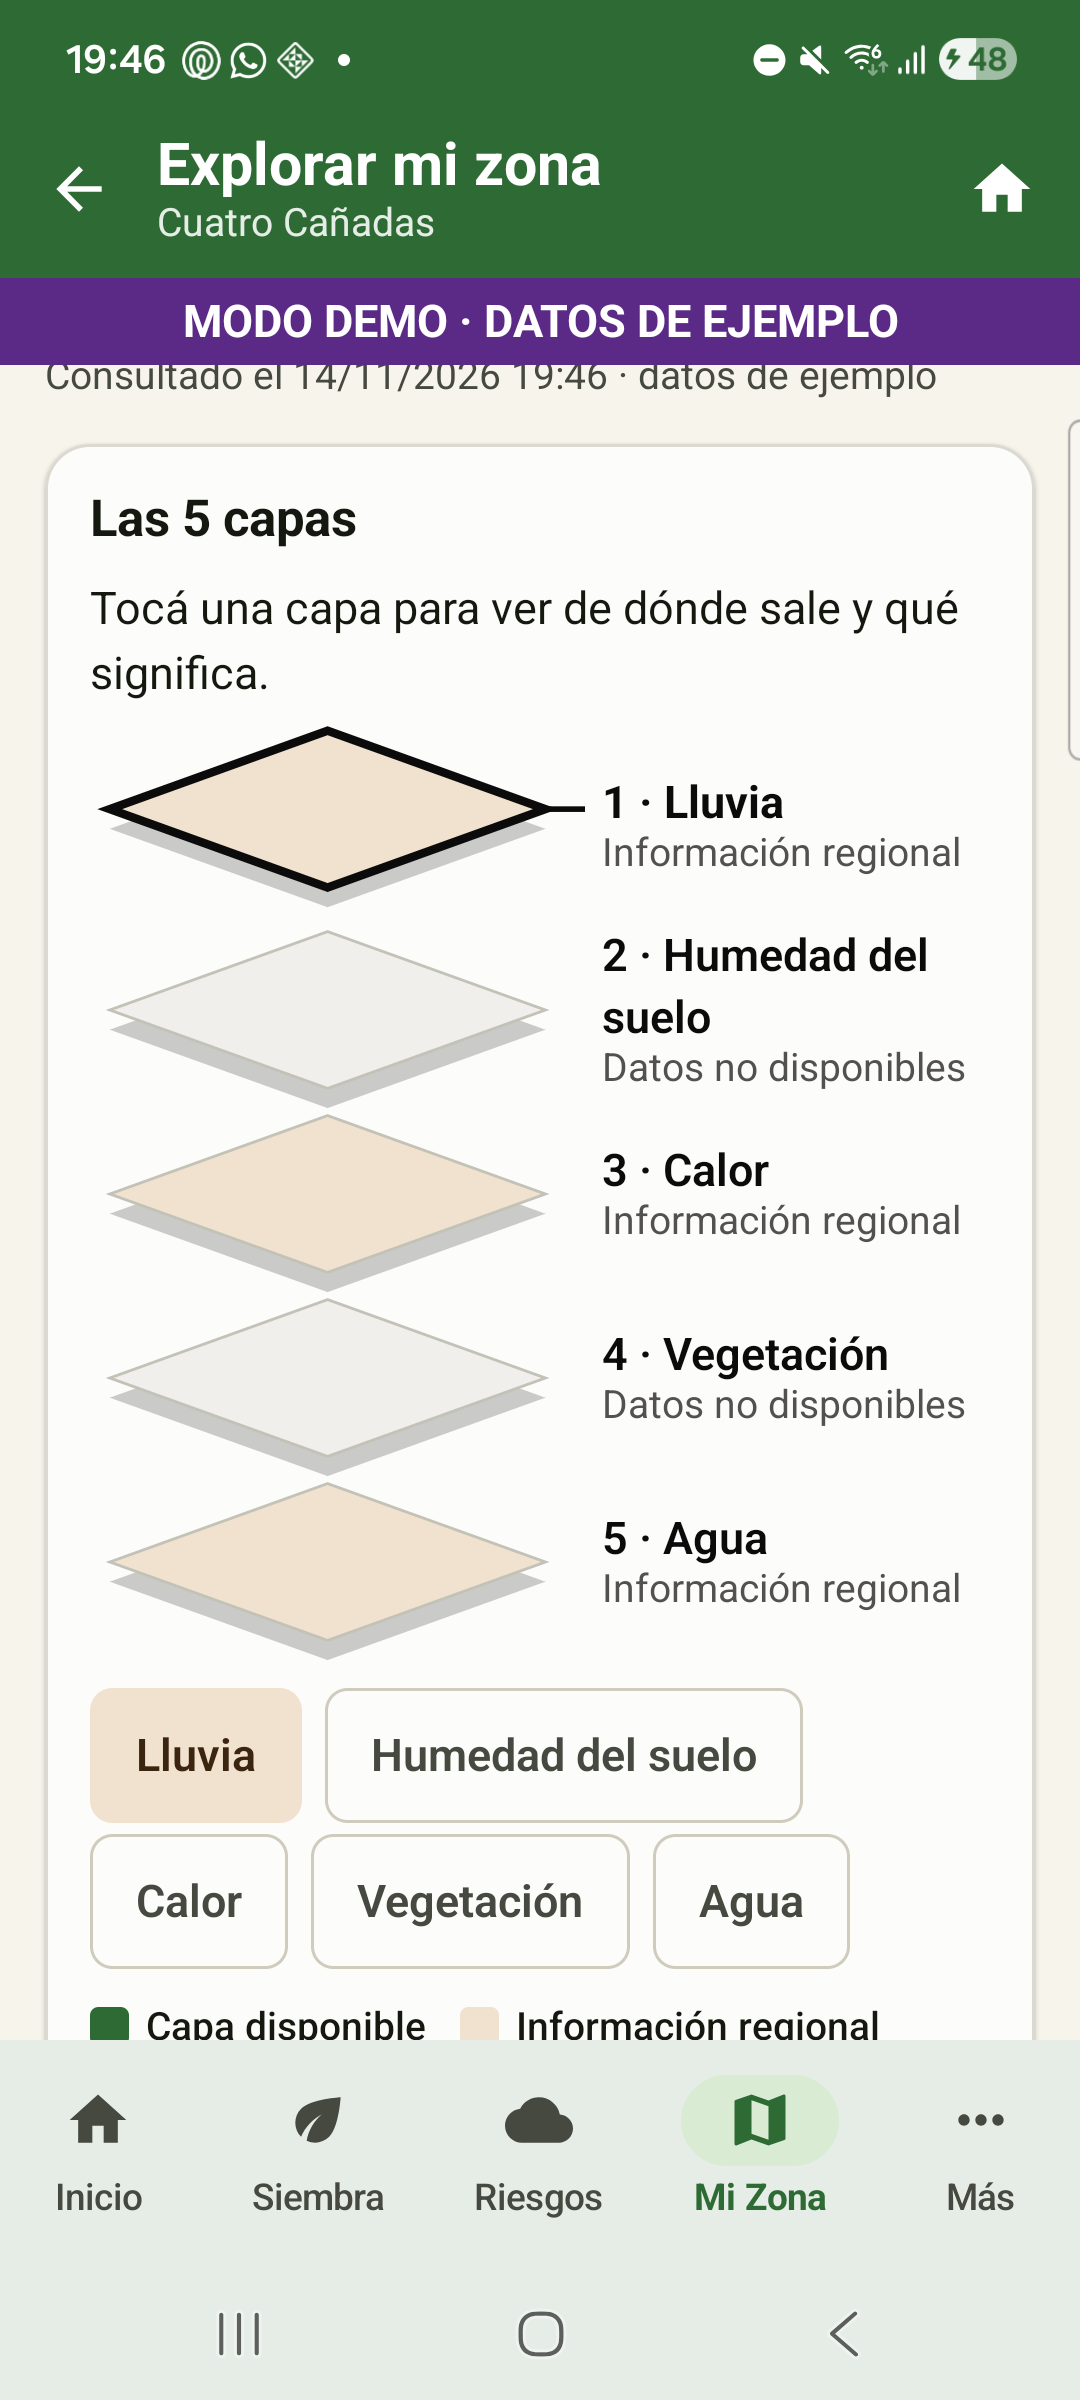 19:46
6
48
Explorar mi zona
Cuatro Cañadas
MODO DEMO · DATOS DE EJEMPLO
Consultado el 14/11/2026 19:46 · datos de ejemplo
Las 5 capas
Tocá una capa para ver de dónde sale y qué
significa.
1 · Lluvia
Información regional
2 · Humedad del
suelo
Datos no disponibles
3 · Calor
Información regional
4 · Vegetación
Datos no disponibles
5 · Agua
Información regional
Lluvia
Humedad del suelo
Calor
Vegetación
Agua
Capa disponible
Información regional
Inicio
Siembra
Riesgos
Mi Zona
Más